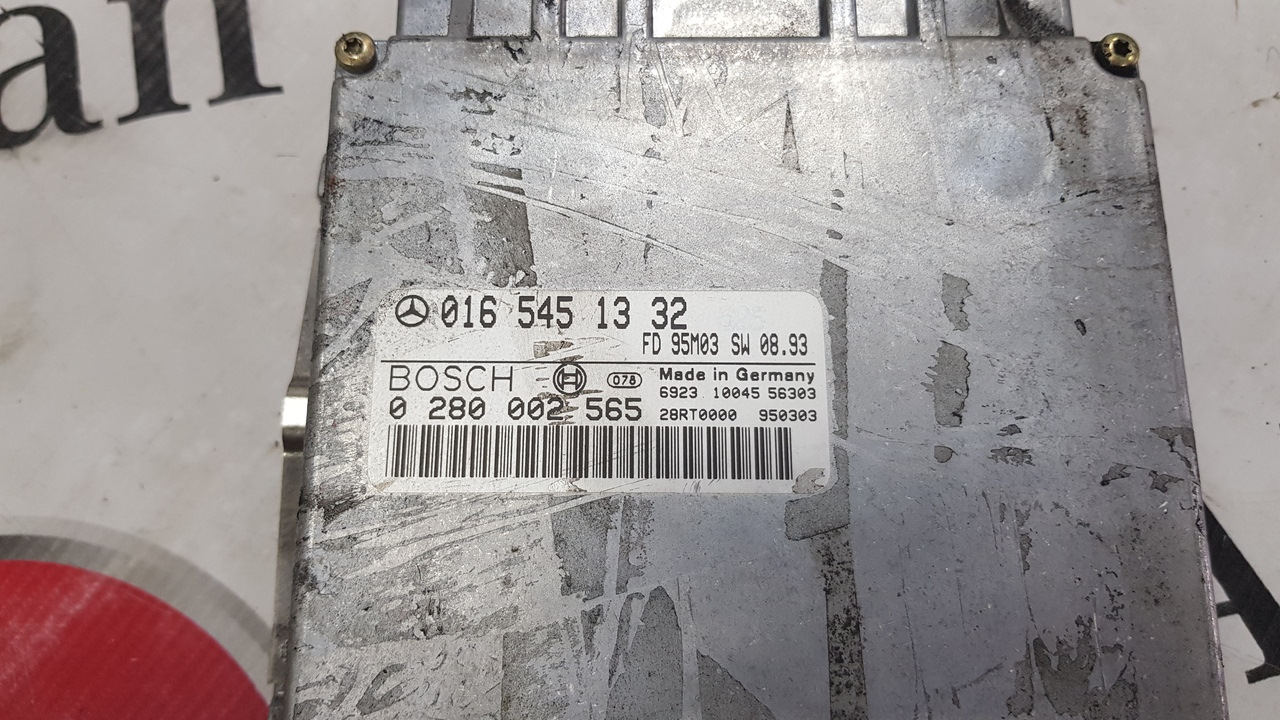 an
016 545 13 32
FD 95M03 SW 08.93
BOSCH 078 Made in Germany
6923 10045 56303
0 280 002 565 28RT0000 950303
A